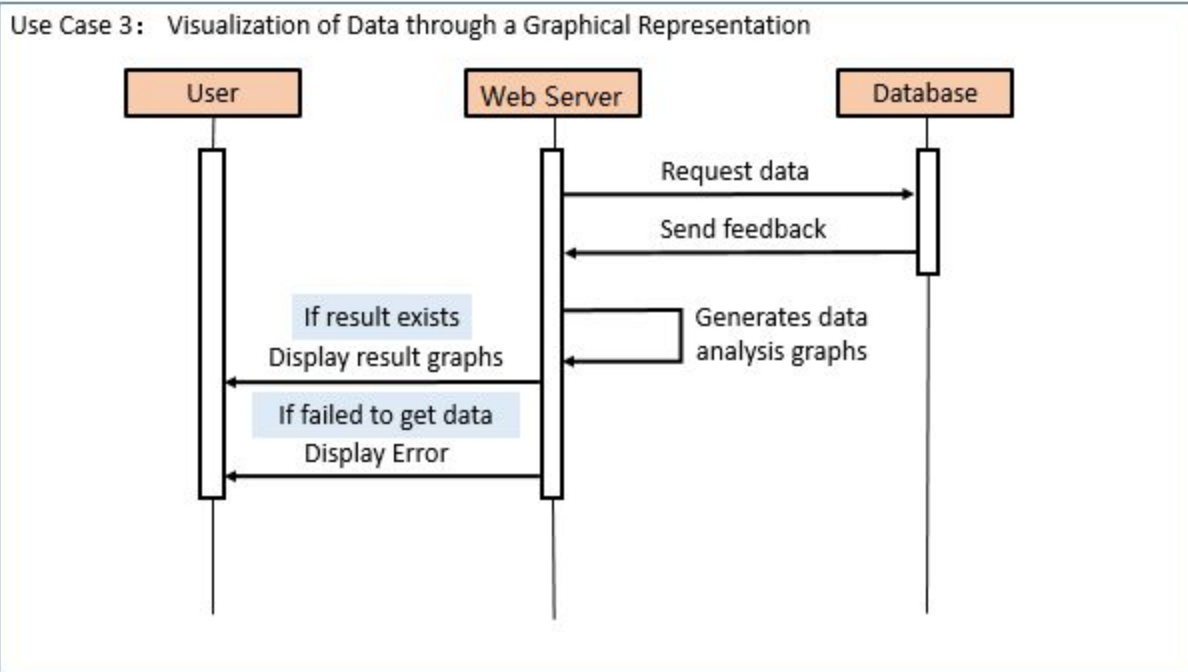 Use Case 3： Visualization of Data through a Graphical Representation
User
Web Server
Database
Request data
Send feedback
If result exists
Display result graphs
Generates data
analysis graphs
If failed to get data
Display Error